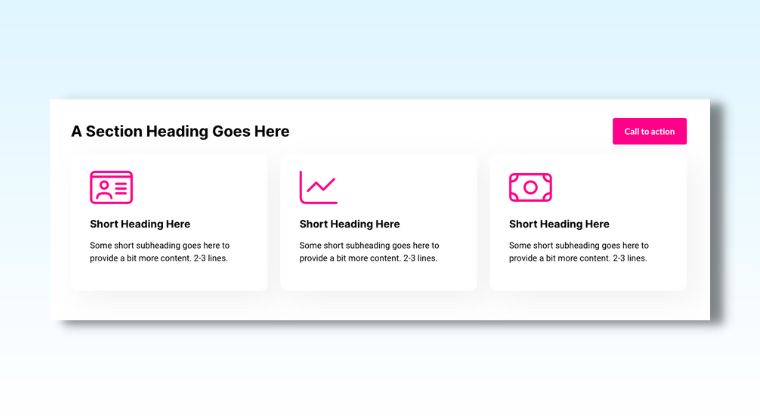 A Section Heading Goes Here
Call to action
Short Heading Here
Some short subheading goes here to
provide a bit more content. 2-3 lines.
Short Heading Here
Some short subheading goes here to
provide a bit more content. 2-3 lines.
Short Heading Here
Some short subheading goes here to
provide a bit more content. 2-3 lines.